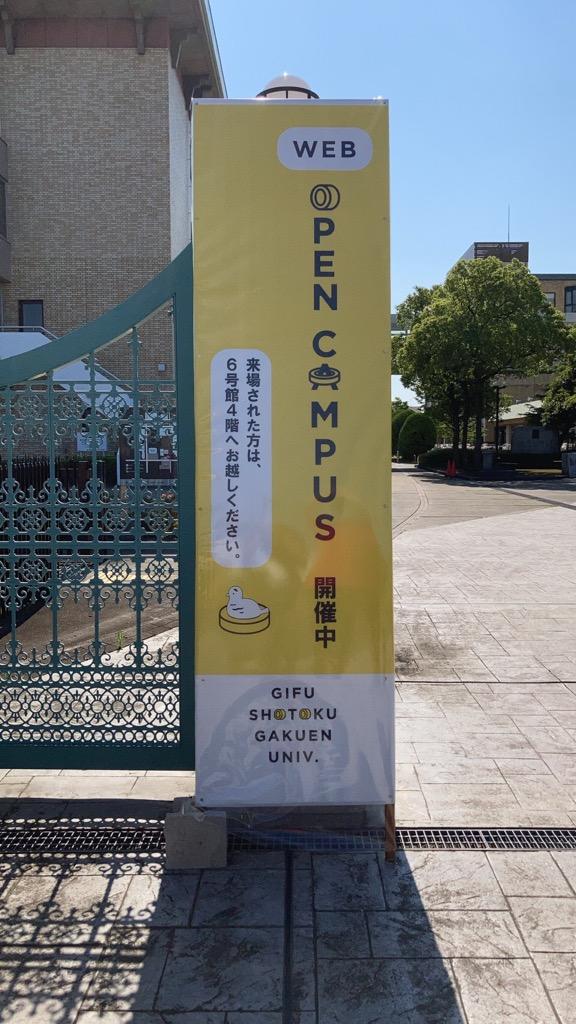 WEB
OPEN CAMPUS 開催中
来場された方は、
6号館4階へお越しください。
GIFU
SHOTOKU
GAKUEN
UNIV.